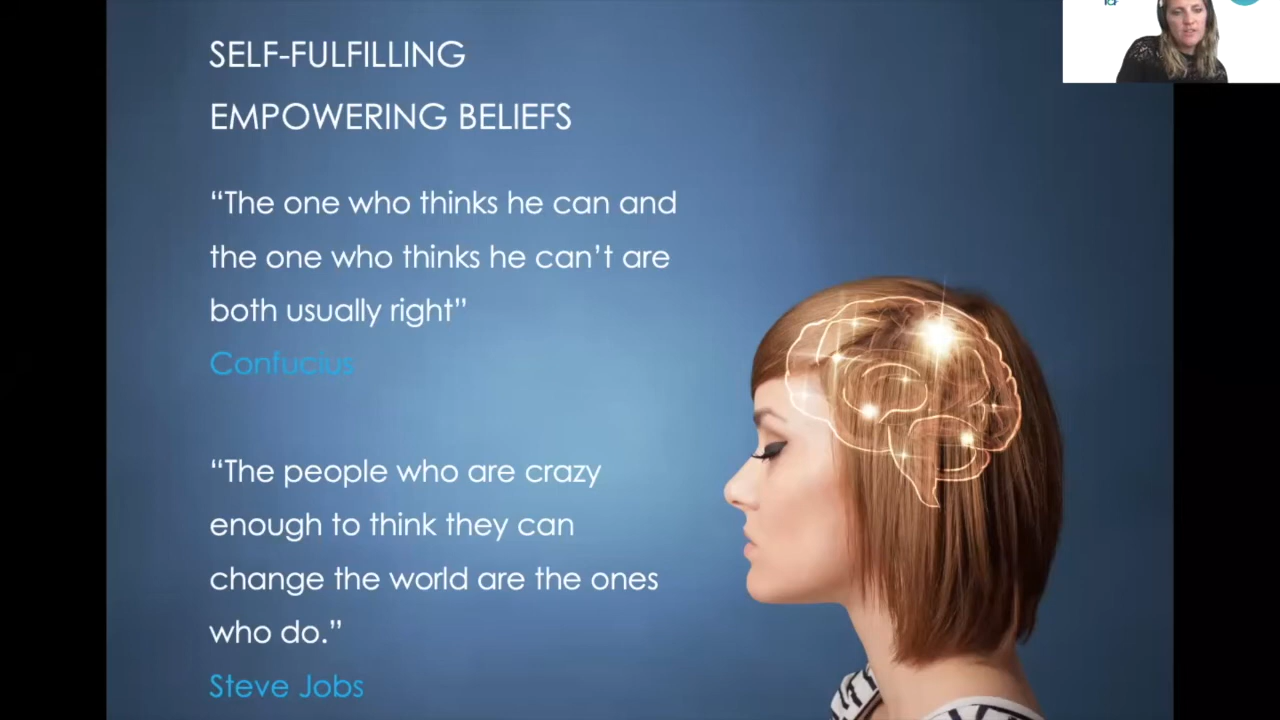 SELF-FULFILLING
EMPOWERING BELIEFS
“The one who thinks he can and
the one who thinks he can’t are
both usually right”
Confucius
“The people who are crazy
enough to think they can
change the world are the ones
who do.”
Steve Jobs